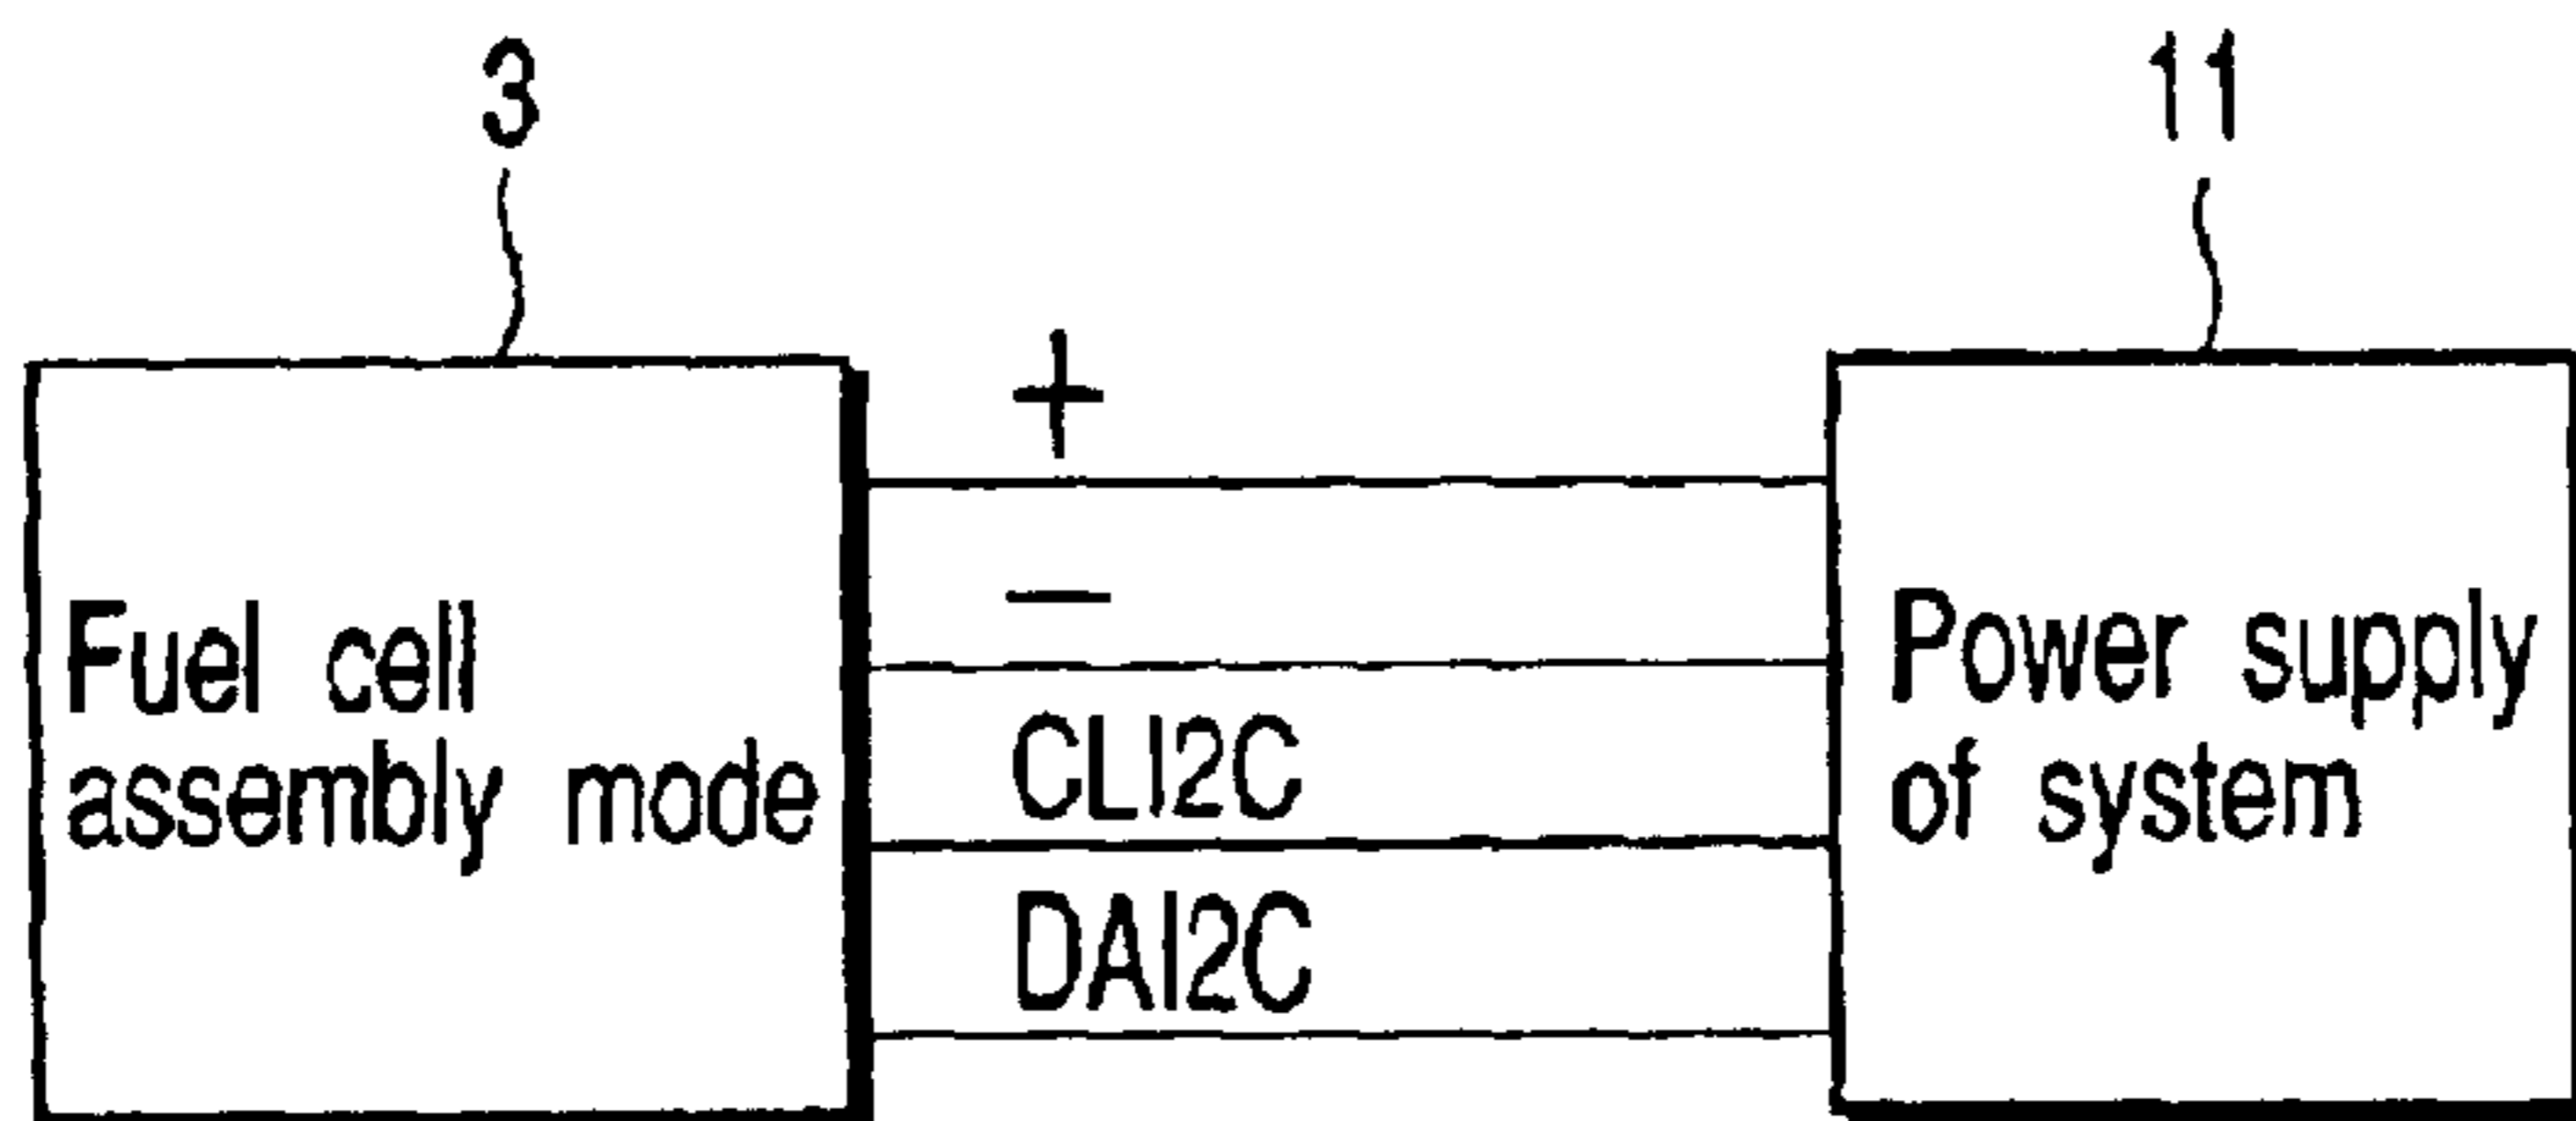 3
11
+
−
Fuel cell
assembly mode
CLI2C
DAI2C
Power supply
of system